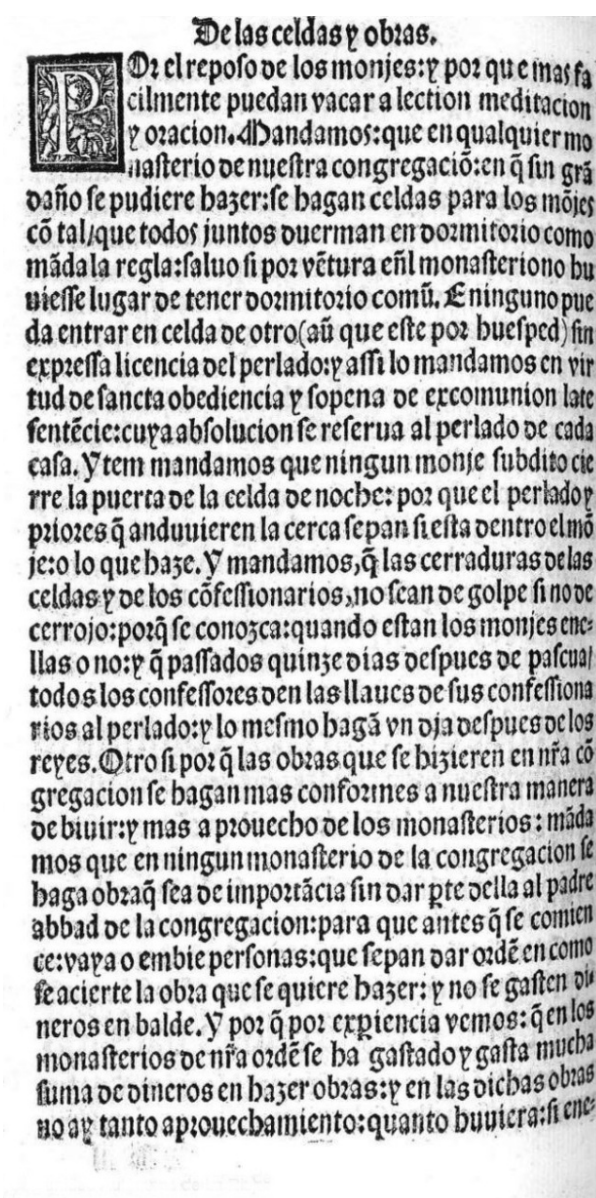 De las celdas y obras.
POr el reposo de los monjes:y por que mas fa
cilmente puedan vacar a lection meditacion
y oracion. Mandamos:que en qualquier mo
nasterio de nuestra congregaciõ:en q̃ sin grã
daño se pudiere hazer:se hagan celdas para los mõjes
cõ tal/que todos juntos duerman en dormitorio como
mãda la regla:saluo si por vẽtura eñl monasteriono hu
uiesse lugar de tener dormitorio comũ. E ninguno pue
da entrar en celda de otro(aũ que este por huesped) sin
expressa licencia del perlado:y assi lo mandamos en vir
tud de sancta obediencia y sopena de excomunion late
sentẽcie:cuya absolucion se reserua al perlado de cada
casa. Ytem mandamos que ningun monje subdito cie
rre la puerta de la celda de noche: por que el perlado y
priores q̃ anduuieren la cerca sepan si esta dentro el mõ
je:o lo que haze. Y mandamos, q̃ las cerraduras de las
celdas y de los cõfessionarios, no sean de golpe si no de
cerrojo:porq̃ se conozca:quando estan los monjes ene-
llas o no:y q̃ passados quinze dias despues de pascua/
todos los confessores den las llaues de sus confessiona
rios al perlado:y lo mesmo hagã vn dja despues de los
reyes. Otro si por q̃ las obras que se hizieren en nr̃a cõ
gregacion se hagan mas conformes a nuestra manera
de biuir:y mas a prouecho de los monasterios: mãda
mos que en ningun monasterio de la congregacion se
haga obraq̃ sea de importãcia sin dar ꝑte della al padre
abbad de la congregacion:para que antes q̃ se comien
ce:vaya o embie personas:que sepan dar ordẽ en como
se acierte la obra que se quiere hazer: y no se gasten di-
neros en balde. Y por q̃ por exꝑiencia vemos: q̃ en los
monasterios de nr̃a ordẽ se ha gastado y gasta mucha
suma de dineros en hazer obras:y en las dichas obras
no ay tanto aprouechamiento:quanto huuiera:si ene-